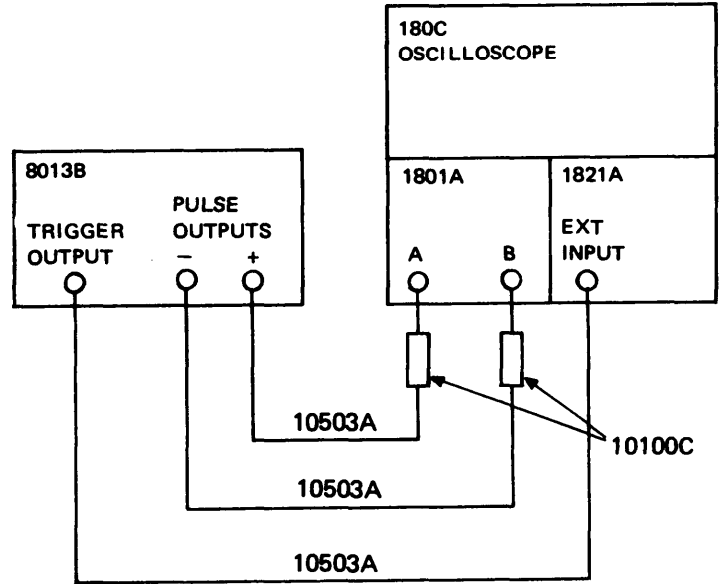 180C
OSCILLOSCOPE
8013B
PULSE
TRIGGER OUTPUTS
OUTPUT – +
1801A
A B
1821A
EXT
INPUT
10503A
10100C
10503A
10503A